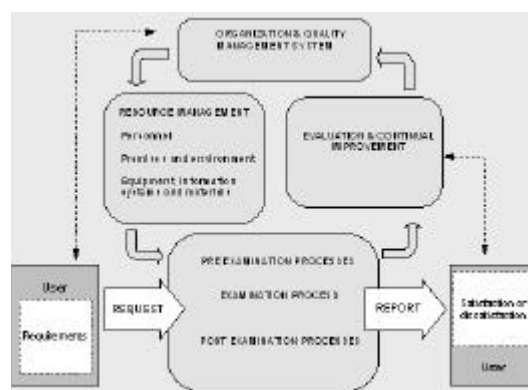 ORGANIZATION & QUALITY
MANAGEMENT SYSTEM
RESOURCE MANAGEMENT
Personnel
Premises and environment
Equipment, information
systems and materials
EVALUATION & CONTINUAL
IMPROVEMENT
PRE EXAMINATION PROCESSES
EXAMINATION PROCESS
POST EXAMINATION PROCESSES
User
Requirements
REQUEST
REPORT
Satisfaction or
dissatisfaction
User